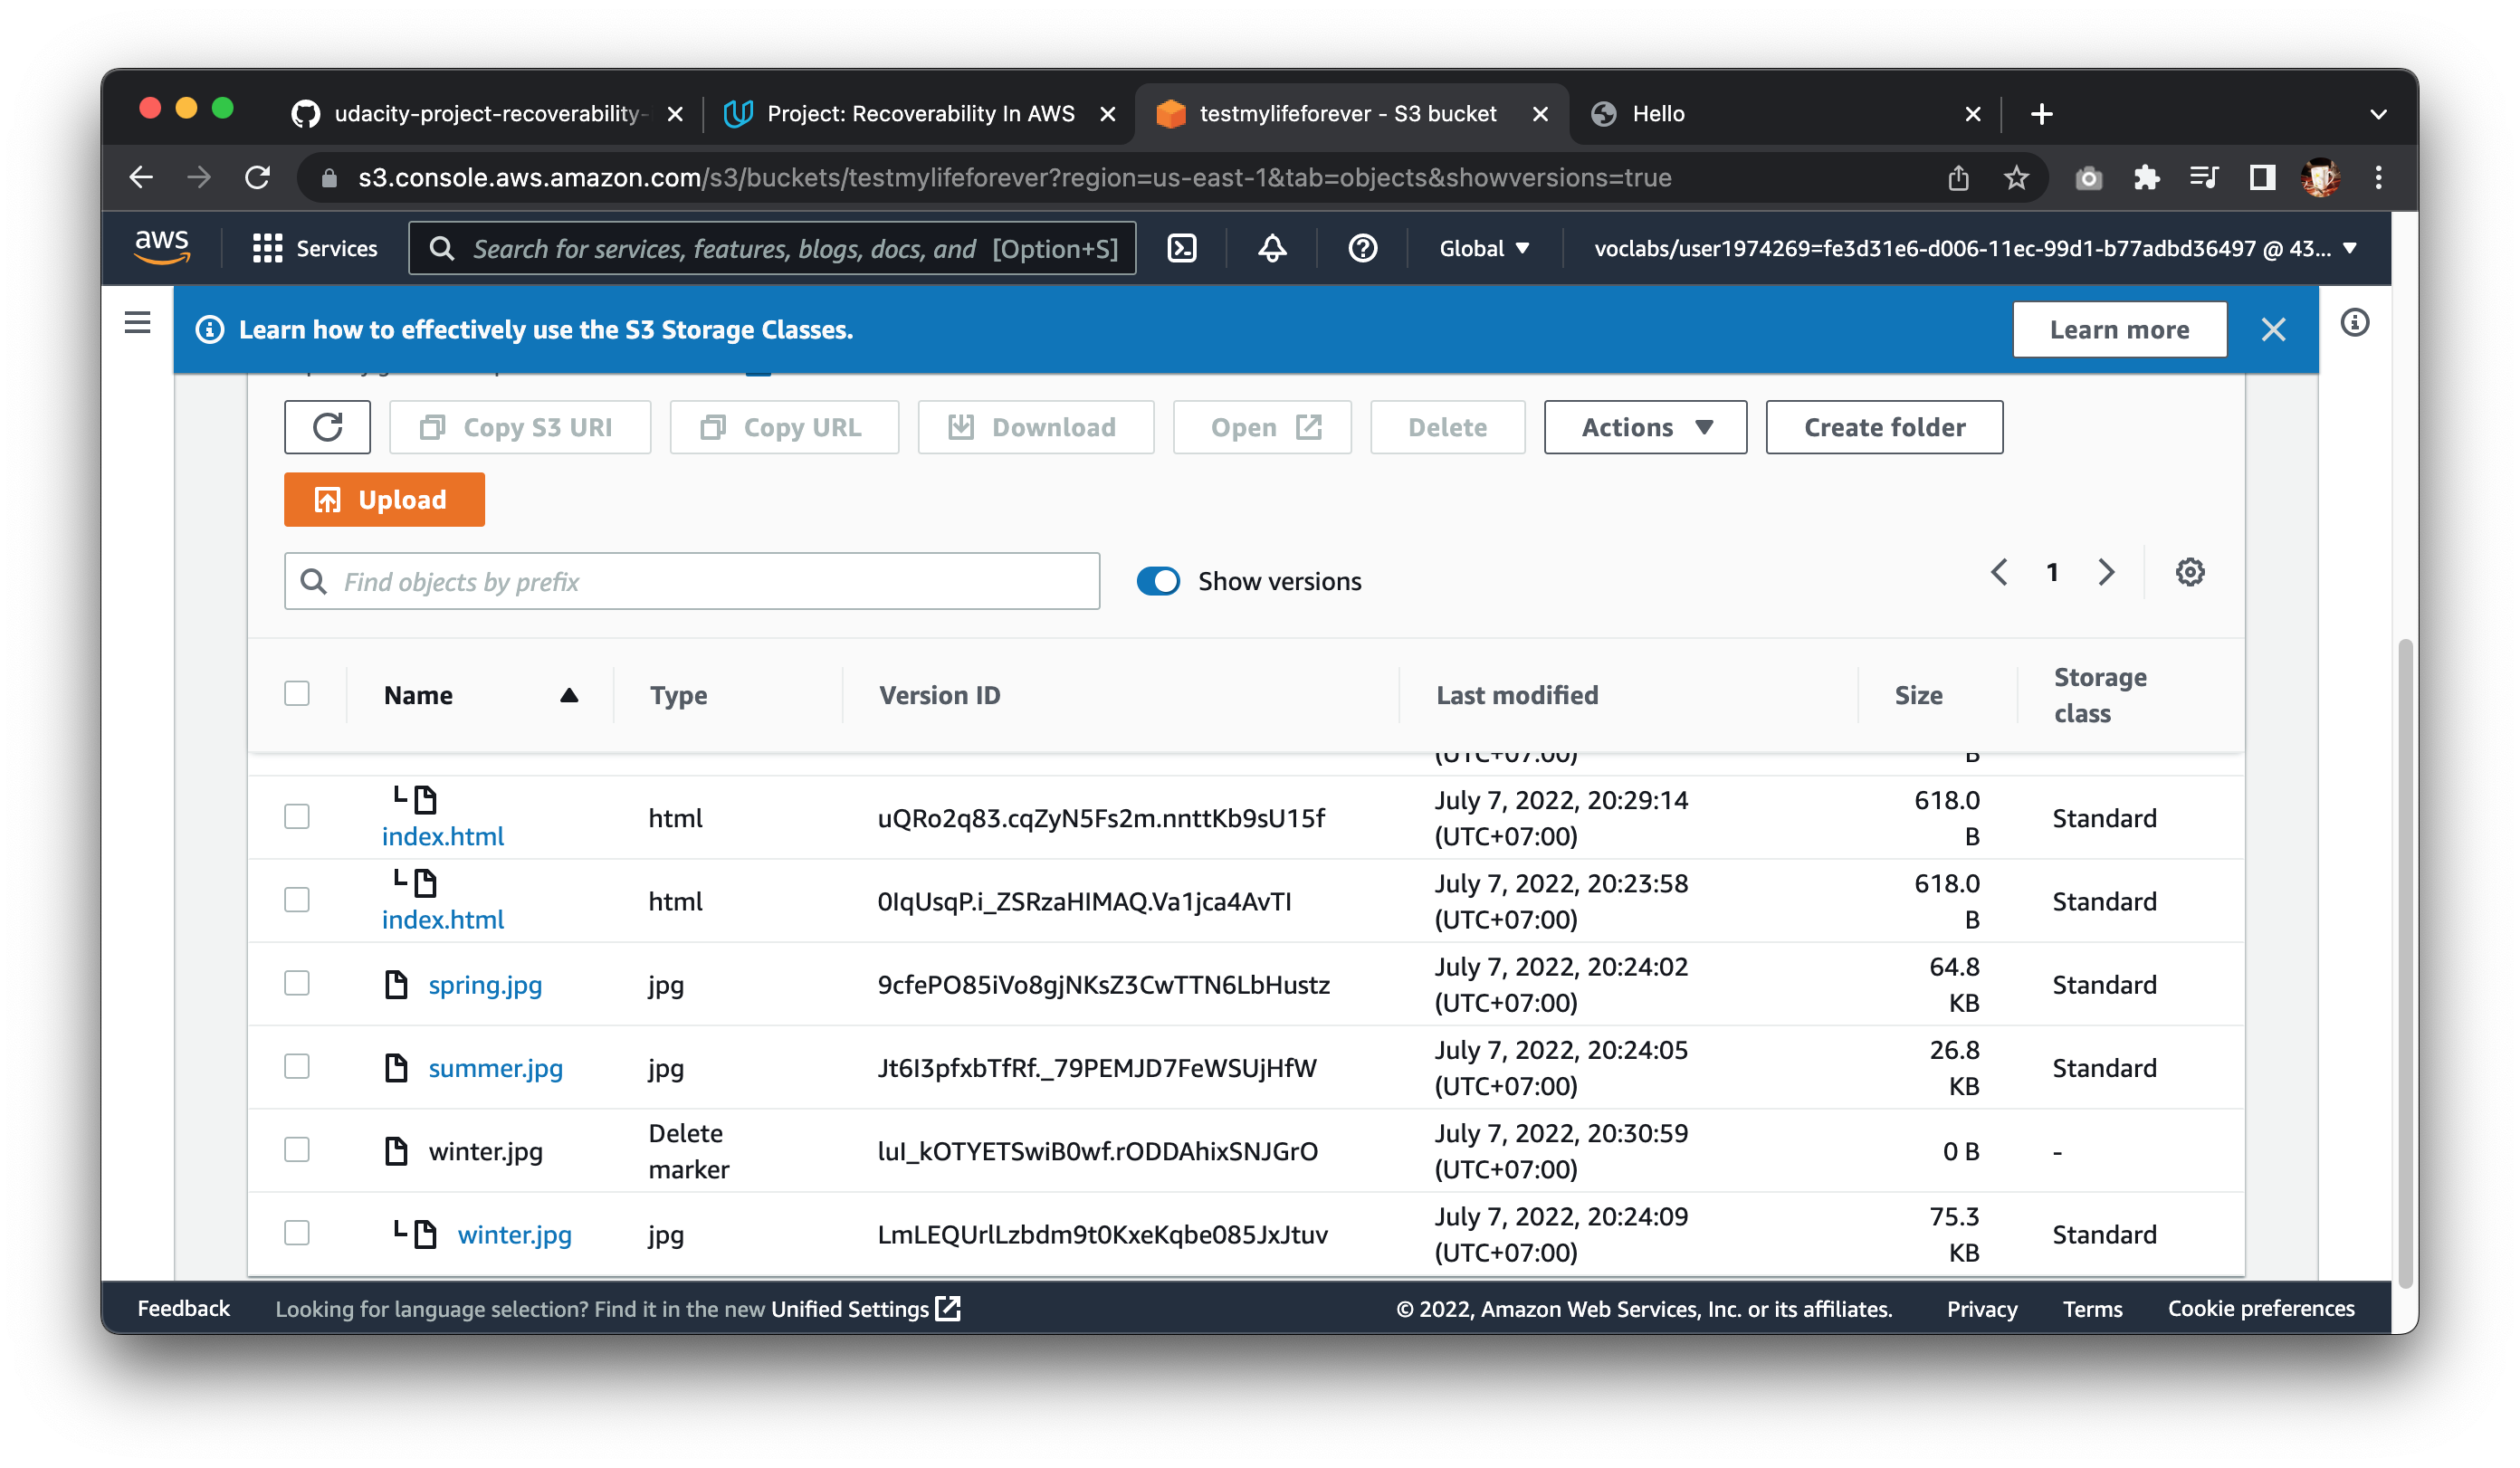 udacity-project-recoverability-
Project: Recoverability In AWS
testmylifeforever - S3 bucket
Hello
s3.console.aws.amazon.com/s3/buckets/testmylifeforever?region=us-east-1&tab=objects&showversions=true
aws
Services
Search for services, features, blogs, docs, and [Option+S]
Global
voclabs/user1974269=fe3d31e6-d006-11ec-99d1-b77adbd36497 @ 43...
Learn how to effectively use the S3 Storage Classes.
Learn more
Copy S3 URI
Copy URL
Download
Open
Delete
Actions
Create folder
Upload
Find objects by prefix
Show versions
1
Name
Type
Version ID
Last modified
Size
Storage
class
(UTC+07:00)
B
index.html
html
uQRo2q83.cqZyN5Fs2m.nnttKb9sU15f
July 7, 2022, 20:29:14
(UTC+07:00)
618.0
B
Standard
index.html
html
0IqUsqP.i_ZSRzaHIMAQ.Va1jca4AvTI
July 7, 2022, 20:23:58
(UTC+07:00)
618.0
B
Standard
spring.jpg
jpg
9cfePO85iVo8gjNKsZ3CwTTN6LbHustz
July 7, 2022, 20:24:02
(UTC+07:00)
64.8
KB
Standard
summer.jpg
jpg
Jt6I3pfxbTfRf._79PEMJD7FeWSUjHfW
July 7, 2022, 20:24:05
(UTC+07:00)
26.8
KB
Standard
winter.jpg
Delete
marker
luI_kOTYETSwiB0wf.rODDAhixSNJGrO
July 7, 2022, 20:30:59
(UTC+07:00)
0 B
-
winter.jpg
jpg
LmLEQUrlLzbdm9t0KxeKqbe085JxJtuv
July 7, 2022, 20:24:09
(UTC+07:00)
75.3
KB
Standard
Feedback
Looking for language selection? Find it in the new Unified Settings
© 2022, Amazon Web Services, Inc. or its affiliates.
Privacy
Terms
Cookie preferences